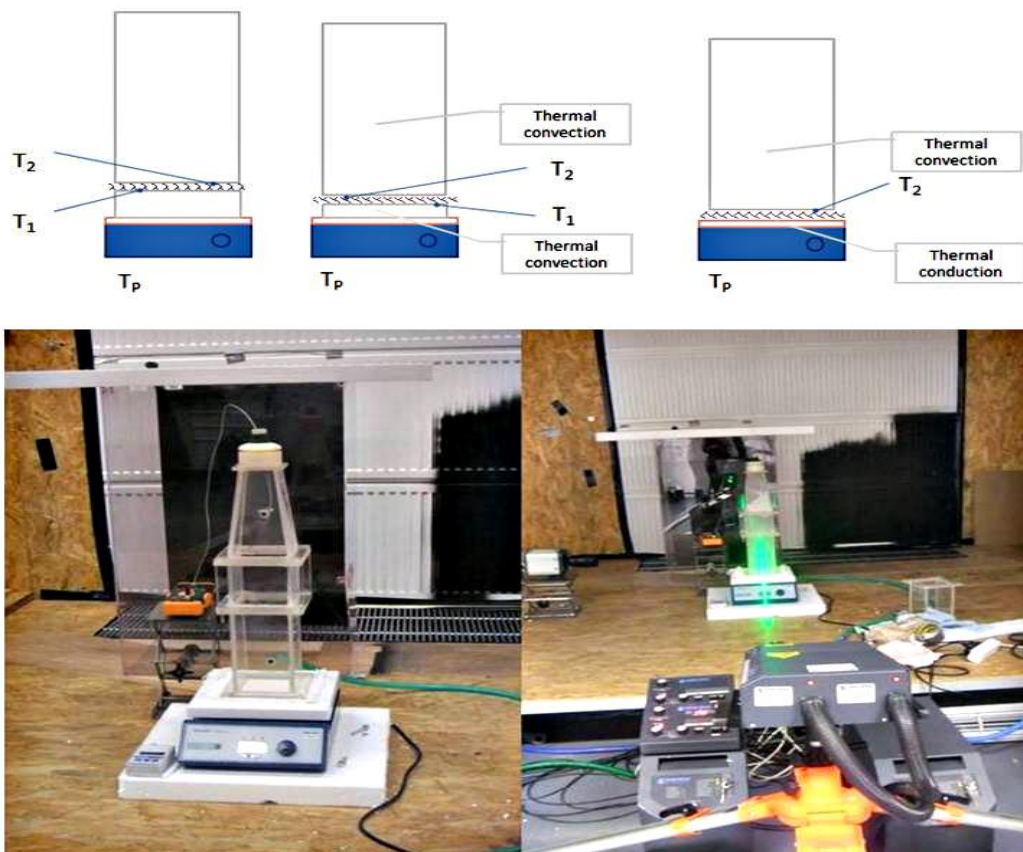 T2
T1
TP
Thermal
convection
T2
T1
Thermal
convection
TP
Thermal
convection
T2
Thermal
conduction
TP